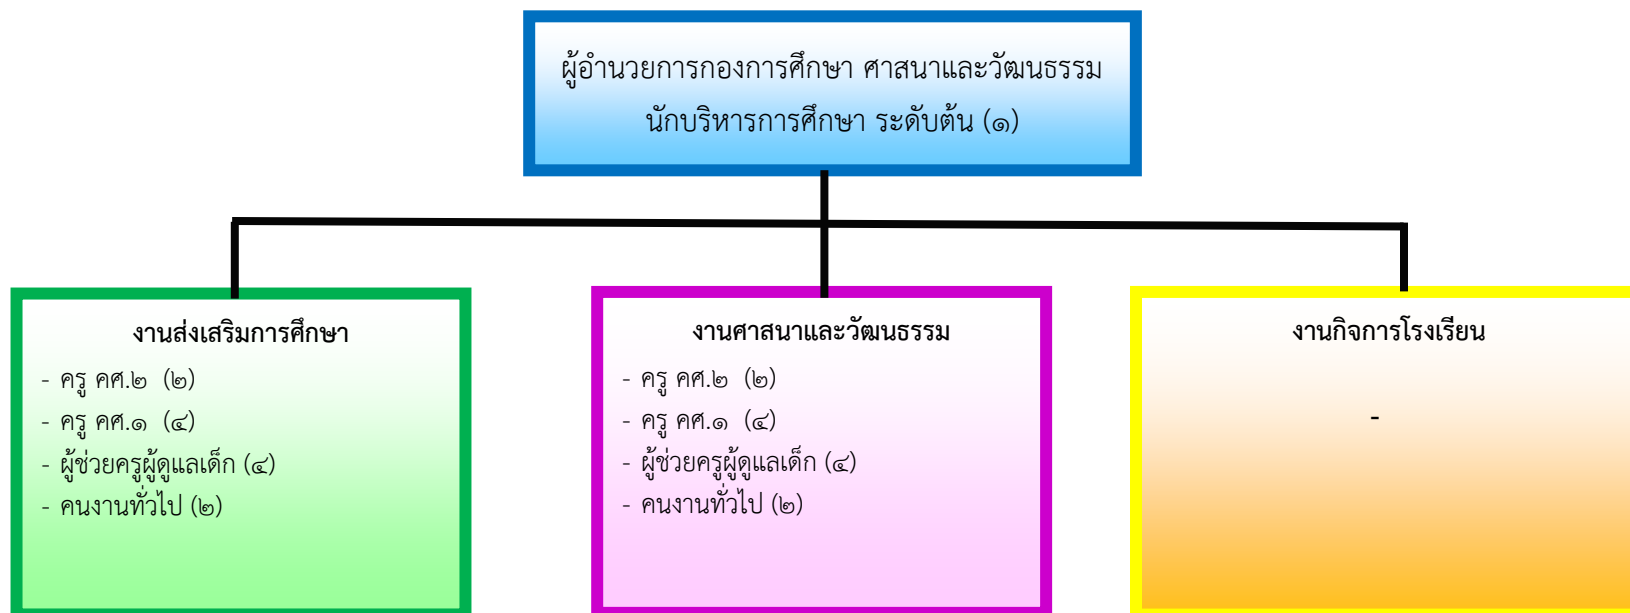 ผู้อำนวยการกองการศึกษา ศาสนาและวัฒนธรรม
นักบริหารการศึกษา ระดับต้น (๑)
งานส่งเสริมการศึกษา
- ครู คศ.๒ (๒)
- ครู คศ.๑ (๔)
- ผู้ช่วยครูผู้ดูแลเด็ก (๔)
- คนงานทั่วไป (๒)
งานศาสนาและวัฒนธรรม
- ครู คศ.๒ (๒)
- ครู คศ.๑ (๔)
- ผู้ช่วยครูผู้ดูแลเด็ก (๔)
- คนงานทั่วไป (๒)
งานกิจการโรงเรียน
-